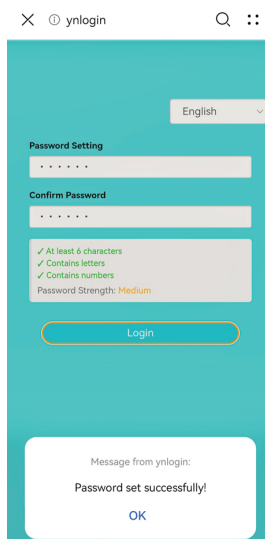 ynlogin
English
Password Setting
• • • • • •
Confirm Password
• • • • • •
✓ At least 6 characters
✓ Contains letters
✓ Contains numbers
Password Strength: Medium
Login
Message from ynlogin:
Password set successfully!
OK